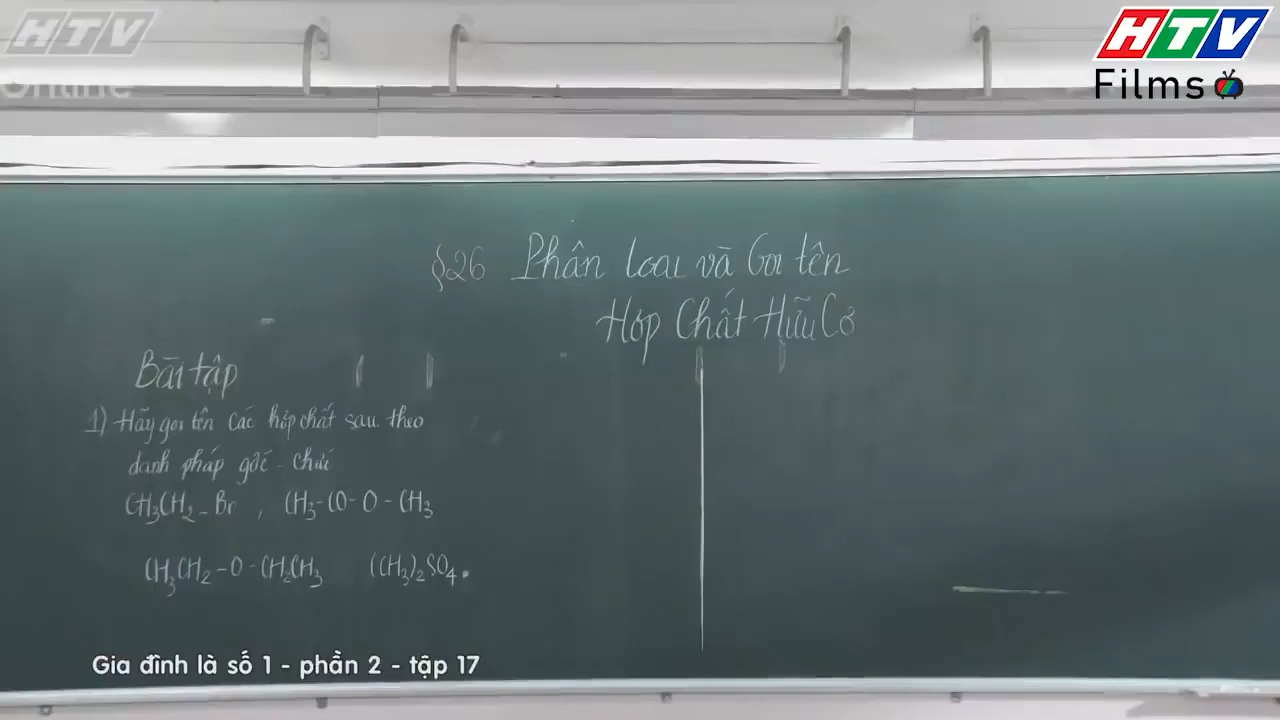 HTV
Online
HTV
Films
§26 Phân loại và Gọi tên
Hợp Chất Hữu Cơ
Bài tập
1) Hãy gọi tên các hợp chất sau theo
danh pháp gốc - chức
CH3CH2-Br , CH3-CO-O-CH3
CH3CH2-O-CH2CH3 (CH3)2SO4.
Gia đình là số 1 - phần 2 - tập 17